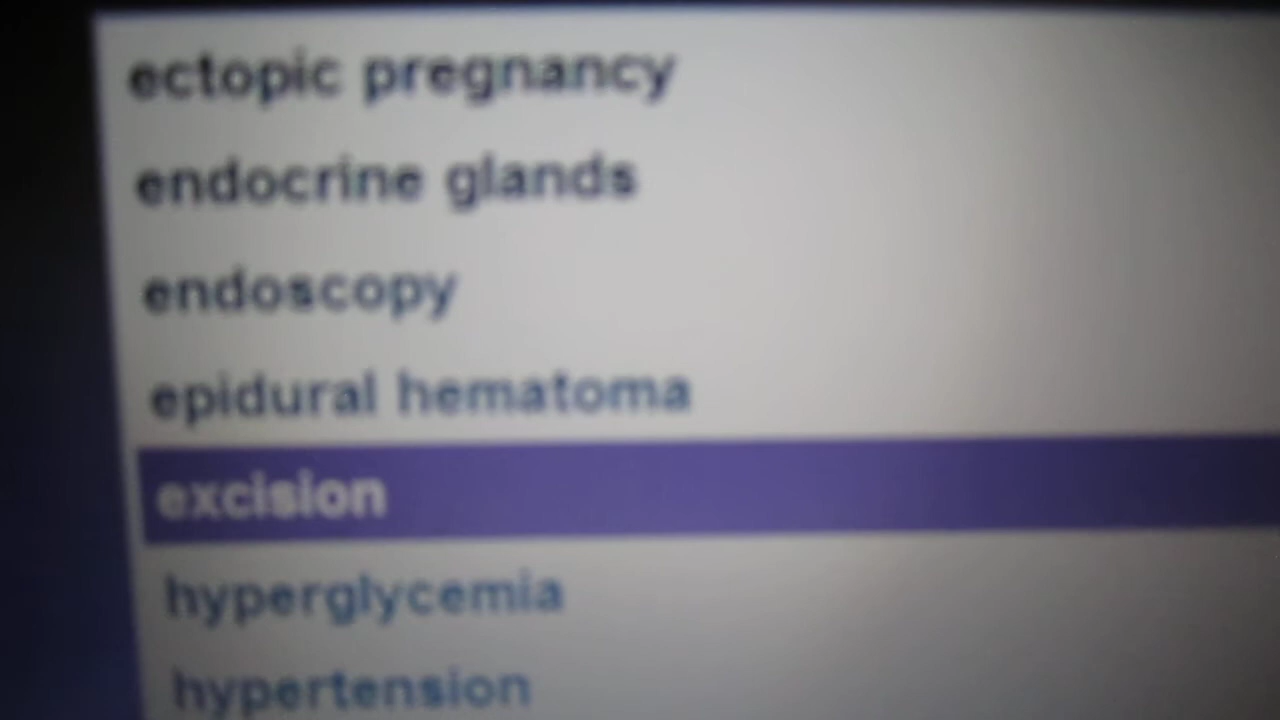 ectopic pregnancy
endocrine glands
endoscopy
epidural hematoma
excision
hyperglycemia
hypertension